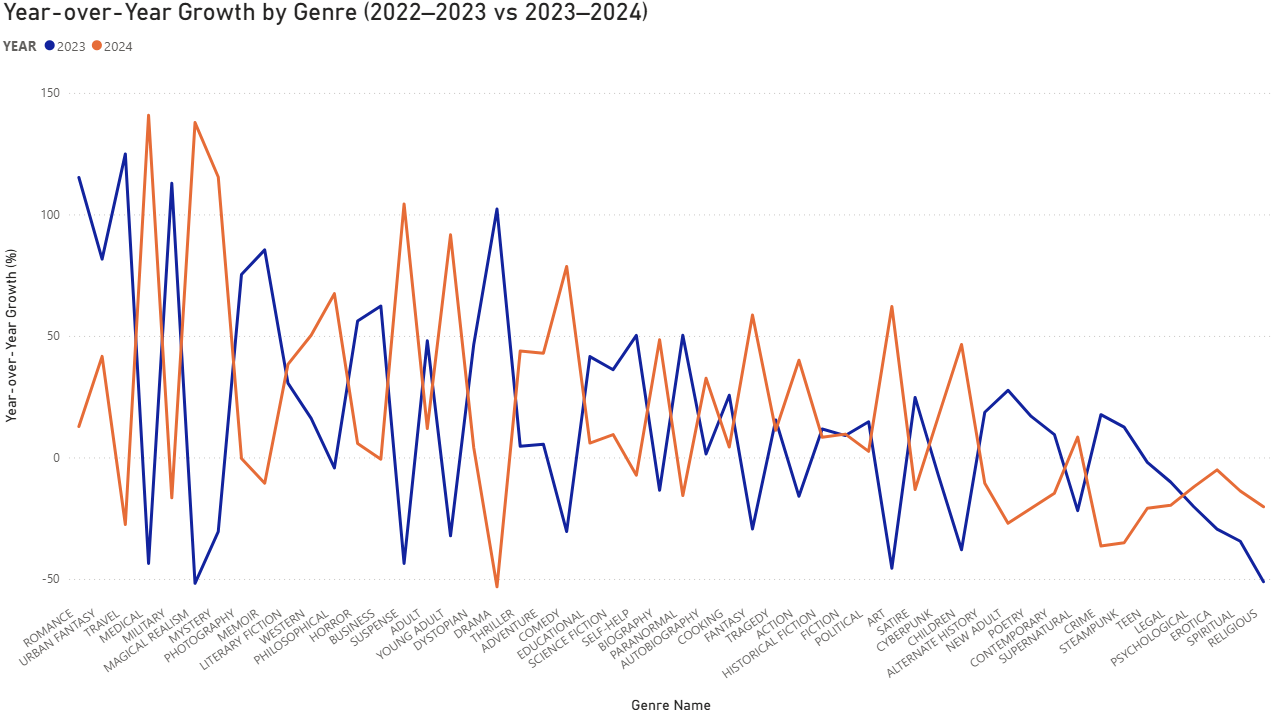 Year-over-Year Growth by Genre (2022–2023 vs 2023–2024)
YEAR 2023 2024
150
100
50
0
-50
Year-over-Year Growth (%)
ROMANCE
URBAN FANTASY
TRAVEL
MEDICAL
MILITARY
MAGICAL REALISM
MYSTERY
PHOTOGRAPHY
MEMOIR
LITERARY FICTION
WESTERN
PHILOSOPHICAL
HORROR
BUSINESS
SUSPENSE
ADULT
YOUNG ADULT
DYSTOPIAN
DRAMA
THRILLER
ADVENTURE
COMEDY
EDUCATIONAL
SCIENCE FICTION
SELF-HELP
BIOGRAPHY
PARANORMAL
AUTOBIOGRAPHY
COOKING
FANTASY
TRAGEDY
ACTION
HISTORICAL FICTION
FICTION
POLITICAL
ART
SATIRE
CYBERPUNK
CHILDREN
ALTERNATE HISTORY
NEW ADULT
POETRY
CONTEMPORARY
SUPERNATURAL
CRIME
STEAMPUNK
TEEN
LEGAL
PSYCHOLOGICAL
EROTICA
SPIRITUAL
RELIGIOUS
Genre Name